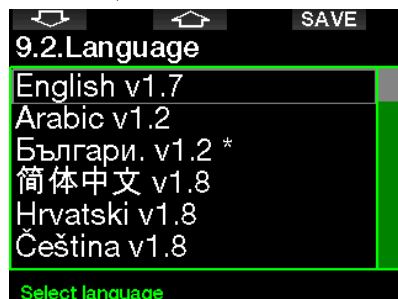 SAVE
9.2.Language
English v1.7
Arabic v1.2
Българи. v1.2 *
简体中文 v1.8
Hrvatski v1.8
Čeština v1.8
Select language